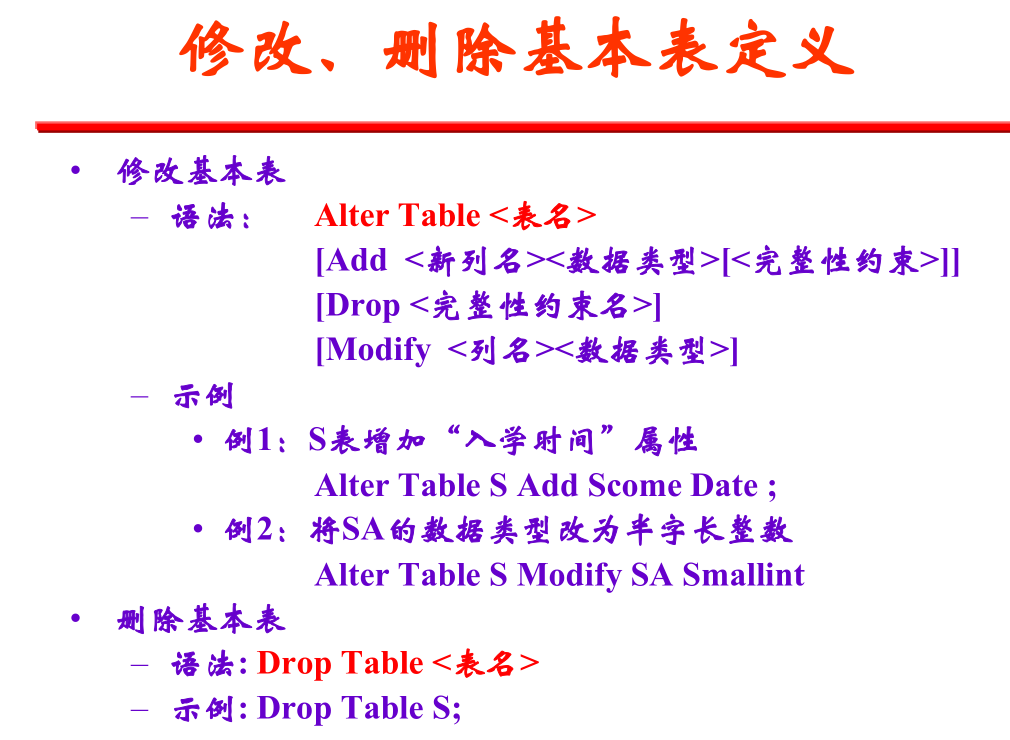 修改、删除基本表定义
• 修改基本表
– 语法： Alter Table <表名>
[Add <新列名><数据类型>[<完整性约束>]]
[Drop <完整性约束名>]
[Modify <列名><数据类型>]
– 示例
• 例1：S表增加“入学时间”属性
Alter Table S Add Scome Date ;
• 例2：将SA的数据类型改为半字长整数
Alter Table S Modify SA Smallint
• 删除基本表
– 语法: Drop Table <表名>
– 示例: Drop Table S;